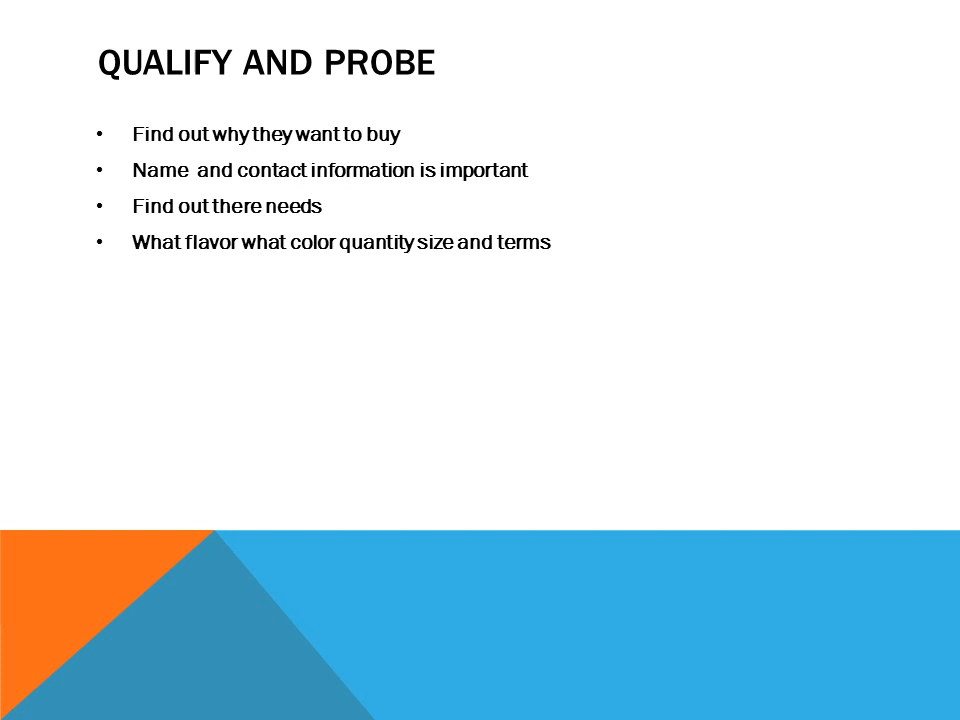 QUALIFY AND PROBE
• Find out why they want to buy
• Name  and contact information is important
• Find out there needs
• What flavor what color quantity size and terms